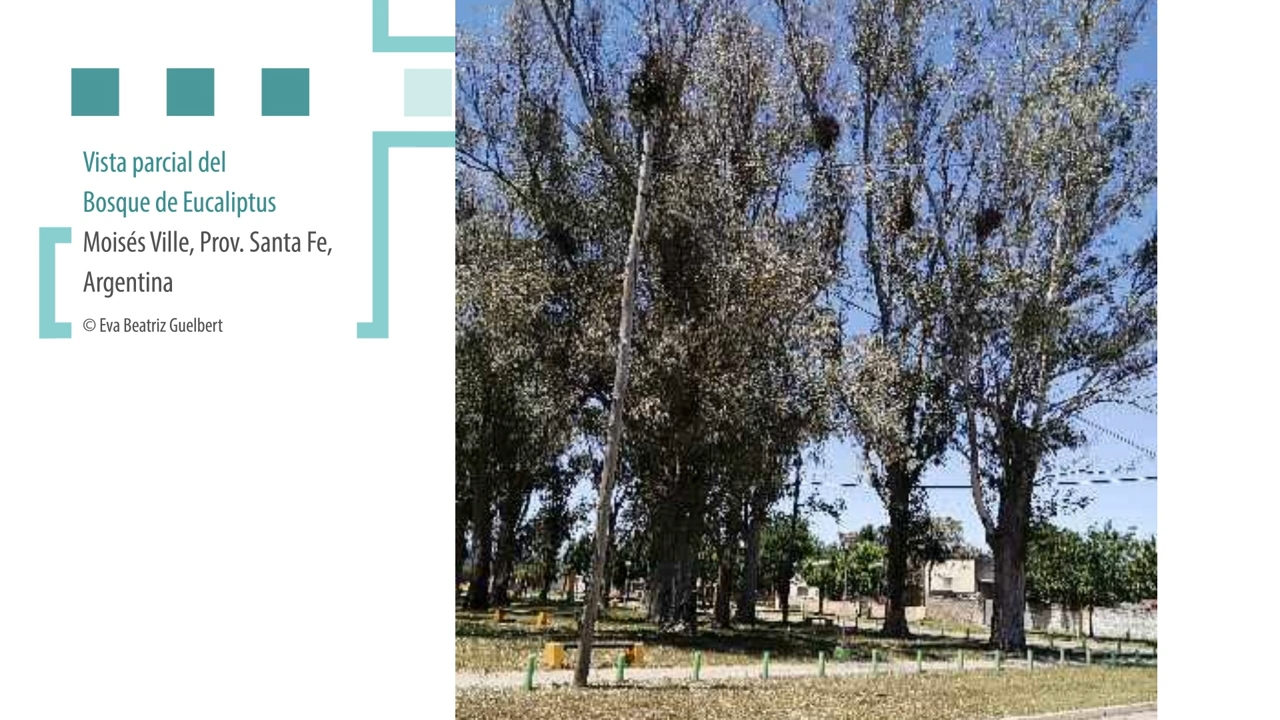 Vista parcial del
Bosque de Eucaliptus
Moisés Ville, Prov. Santa Fe,
Argentina
© Eva Beatriz Guelbert